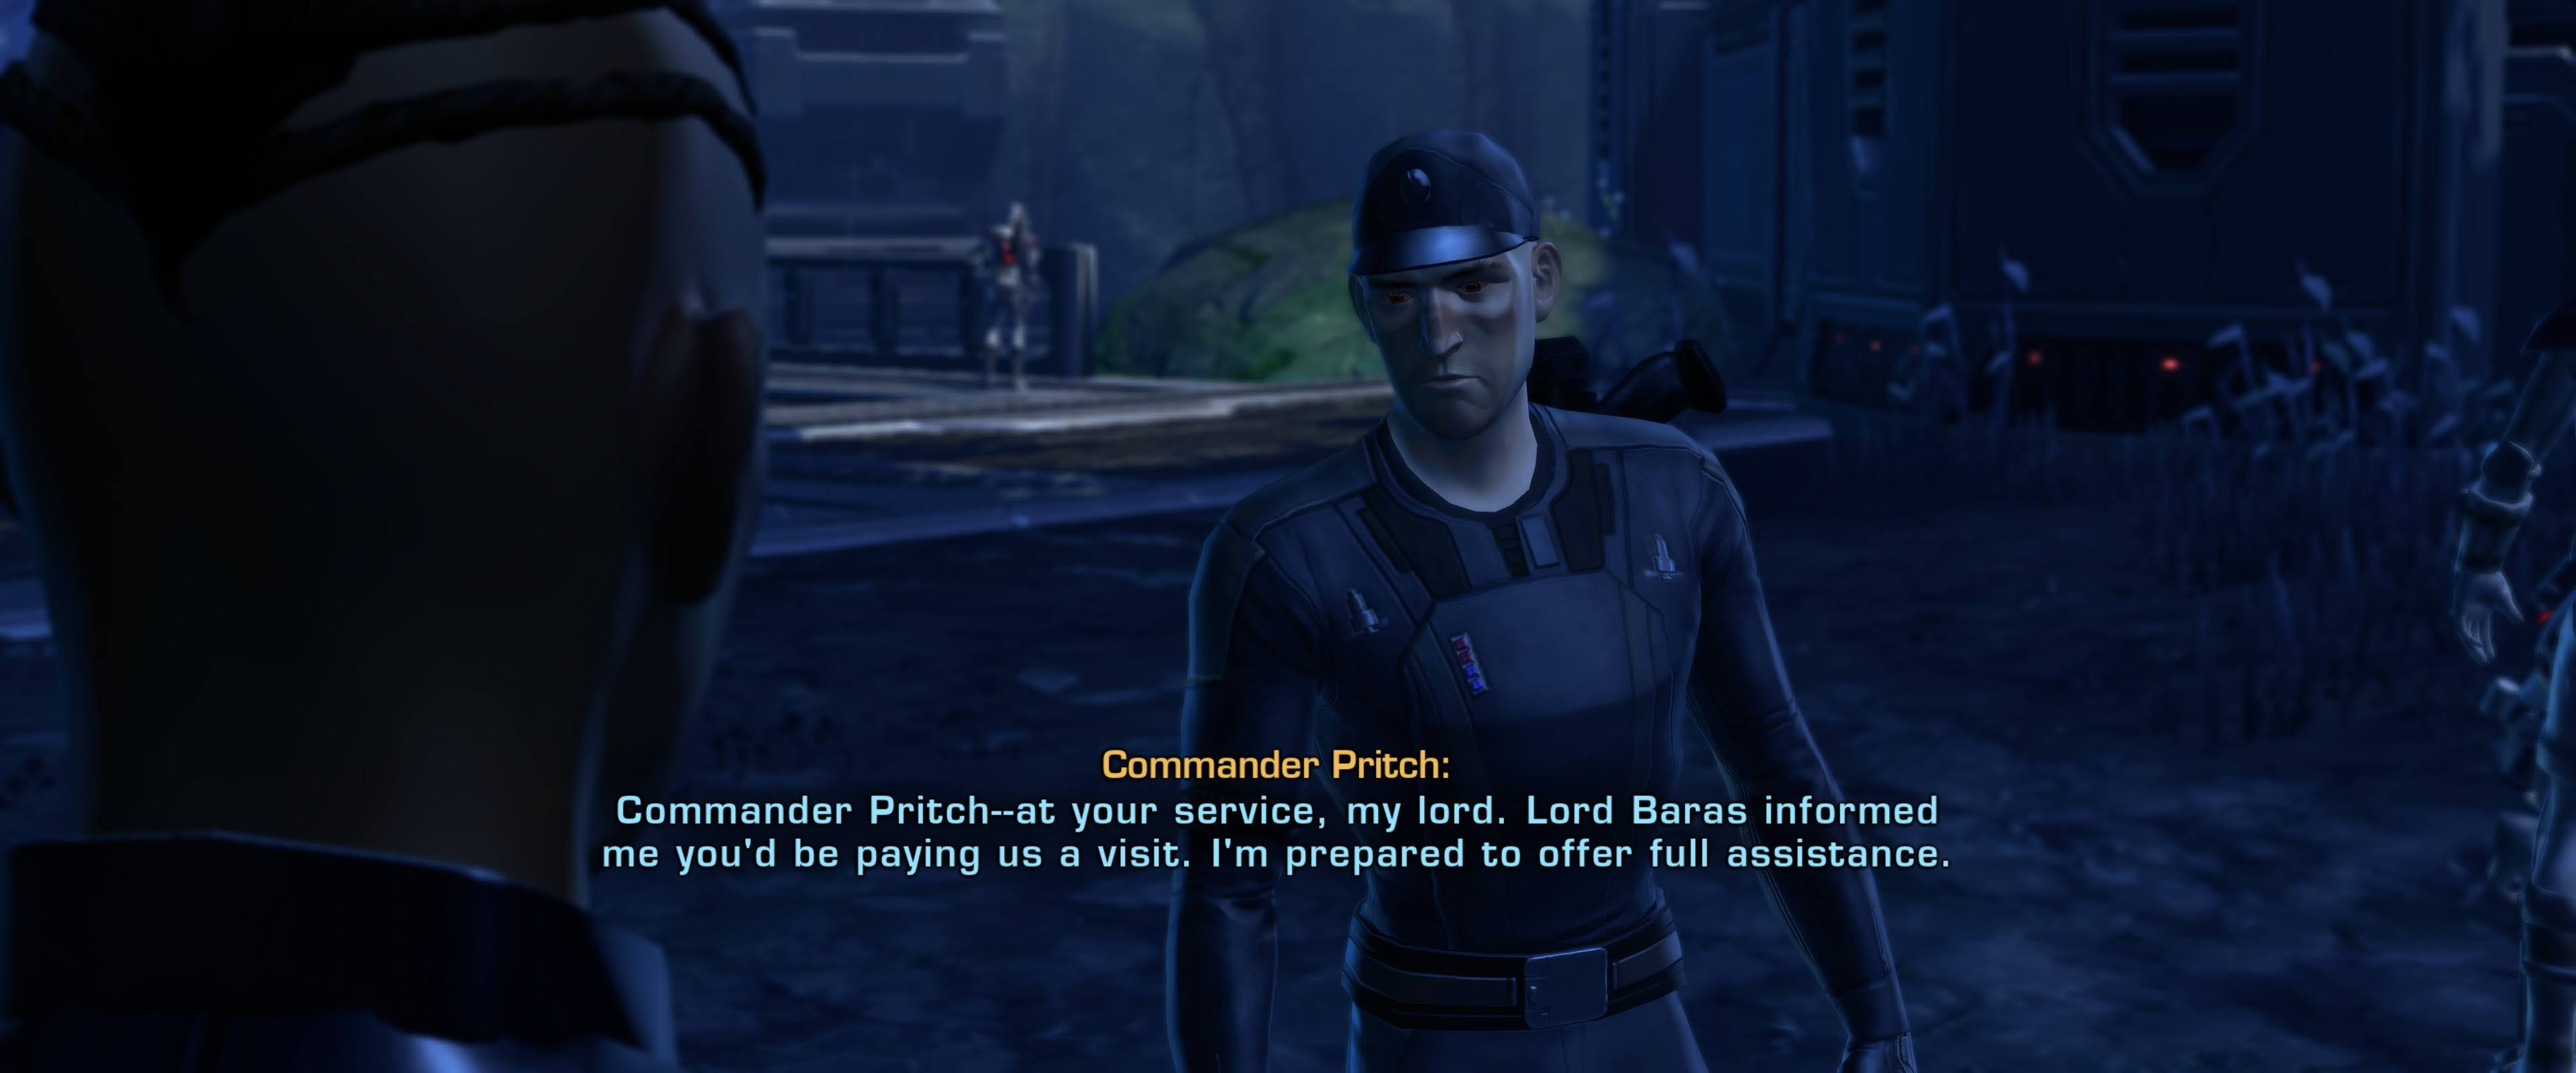 Commander Pritch:
Commander Pritch--at your service, my lord. Lord Baras informed
me you'd be paying us a visit. I'm prepared to offer full assistance.